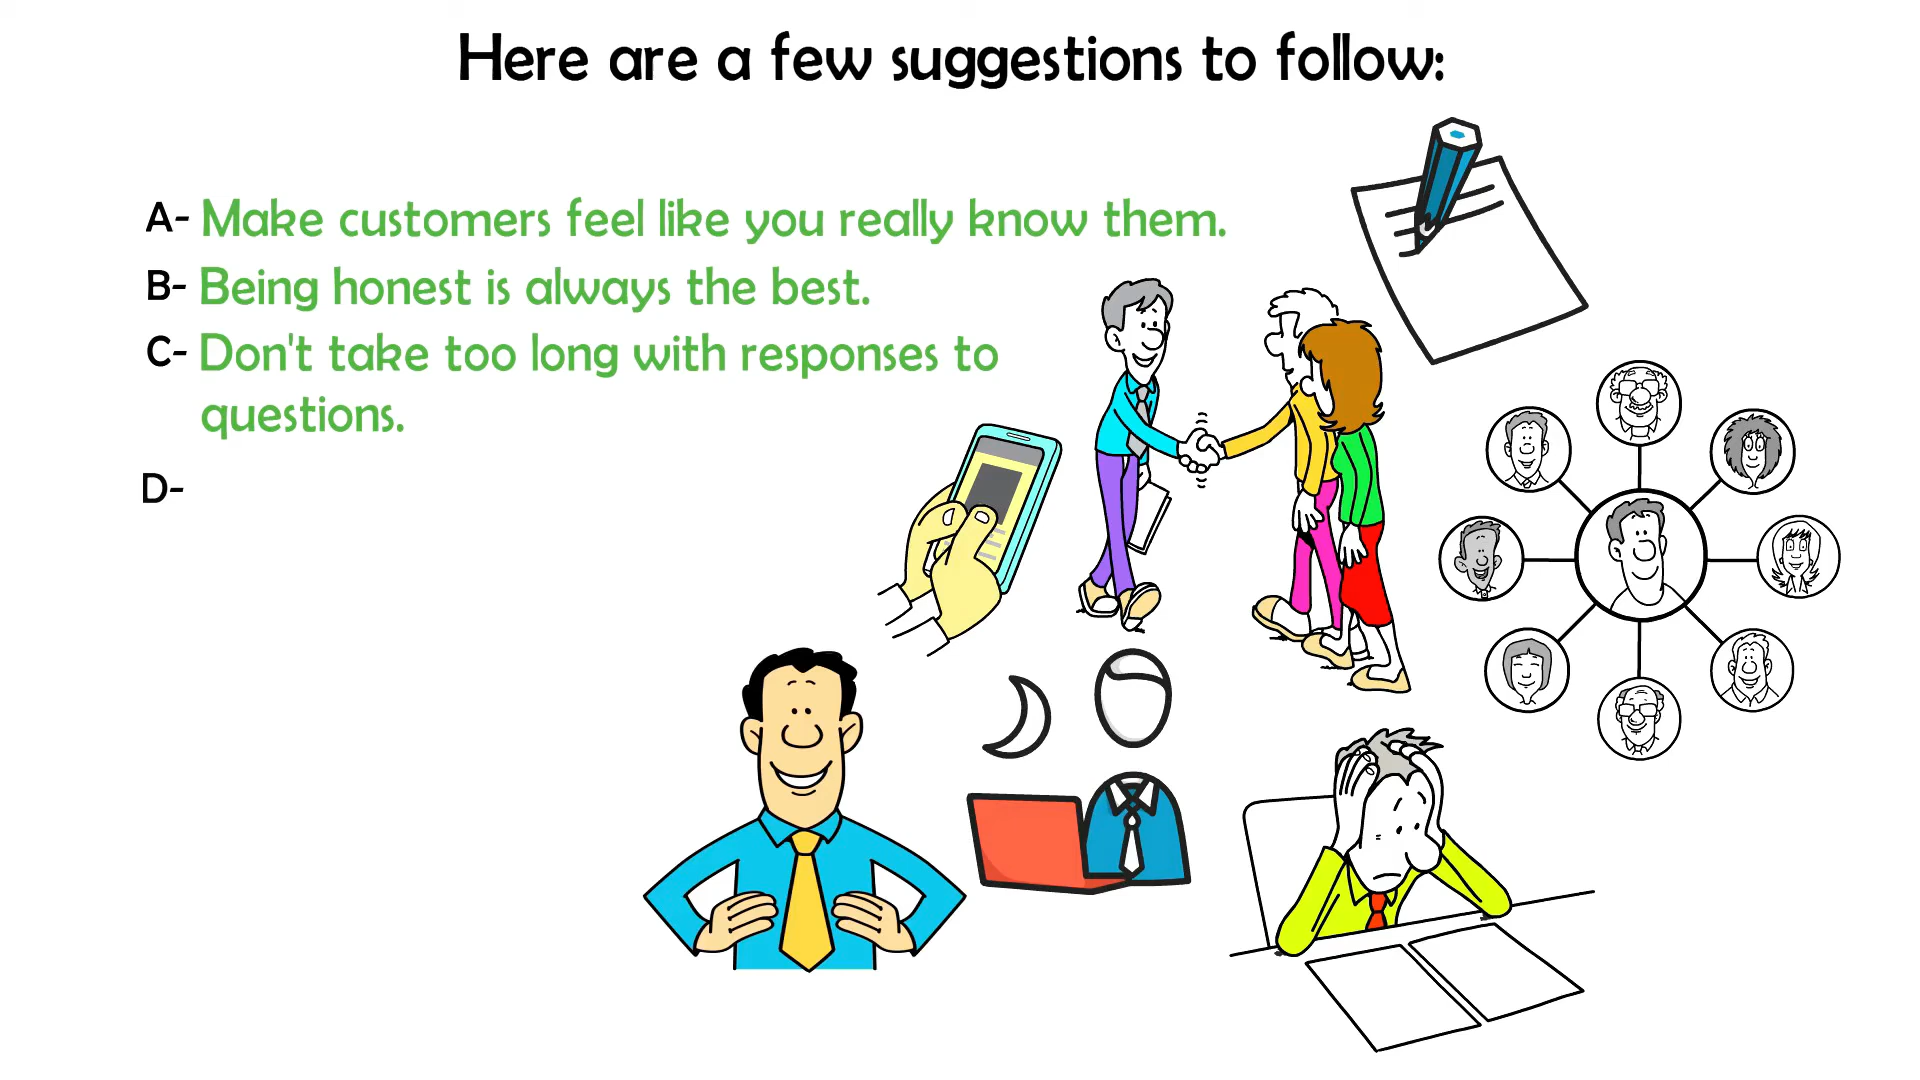 Here are a few suggestions to follow:
A- Make customers feel like you really know them.
B- Being honest is always the best.
C- Don't take too long with responses to
questions.
D-